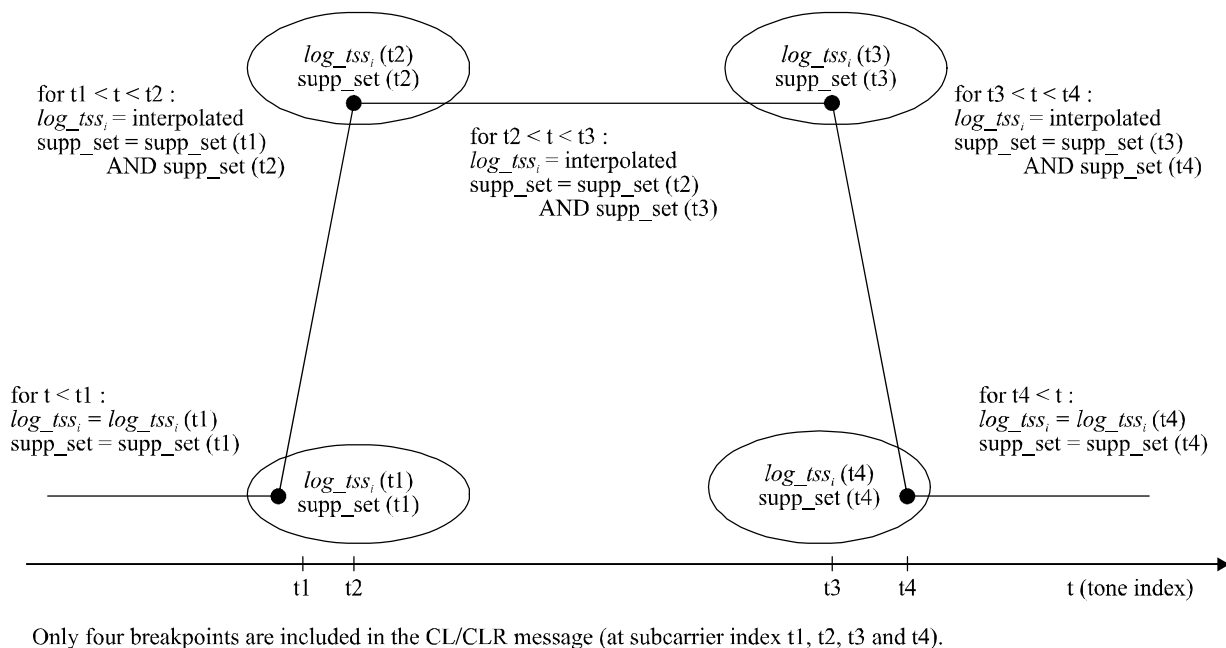 log_tss_i (t2)
supp_set (t2)
log_tss_i (t3)
supp_set (t3)
for t1 < t < t2 :
log_tss_i = interpolated
supp_set = supp_set (t1)
AND supp_set (t2)
for t2 < t < t3 :
log_tss_i = interpolated
supp_set = supp_set (t2)
AND supp_set (t3)
for t3 < t < t4 :
log_tss_i = interpolated
supp_set = supp_set (t3)
AND supp_set (t4)
for t < t1 :
log_tss_i = log_tss_i (t1)
supp_set = supp_set (t1)
log_tss_i (t1)
supp_set (t1)
log_tss_i (t4)
supp_set (t4)
for t4 < t :
log_tss_i = log_tss_i (t4)
supp_set = supp_set (t4)
t1 t2 t3 t4 t (tone index)
Only four breakpoints are included in the CL/CLR message (at subcarrier index t1, t2, t3 and t4).